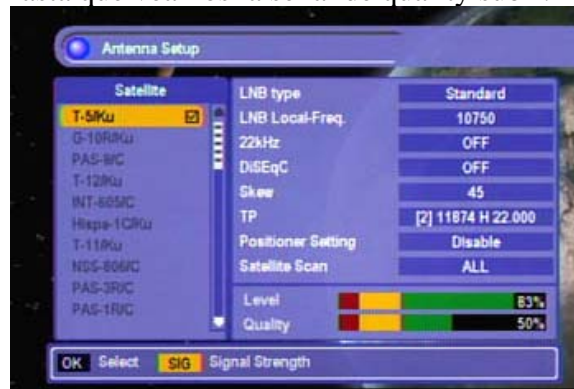 Antenna Setup
Satellite
T-5/Ku
G-10R/Ku
PAS-9/C
T-12/Ku
INT-605/C
Hispa-1C/Ku
T-11/Ku
NSS-806/C
PAS-3R/C
PAS-1R/C
LNB type Standard
LNB Local-Freq. 10750
22kHz OFF
DiSEqC OFF
Skew 45
TP [2] 11874 H 22.000
Positioner Setting Disable
Satellite Scan ALL
Level 83%
Quality 50%
OK Select SIG Signal Strength